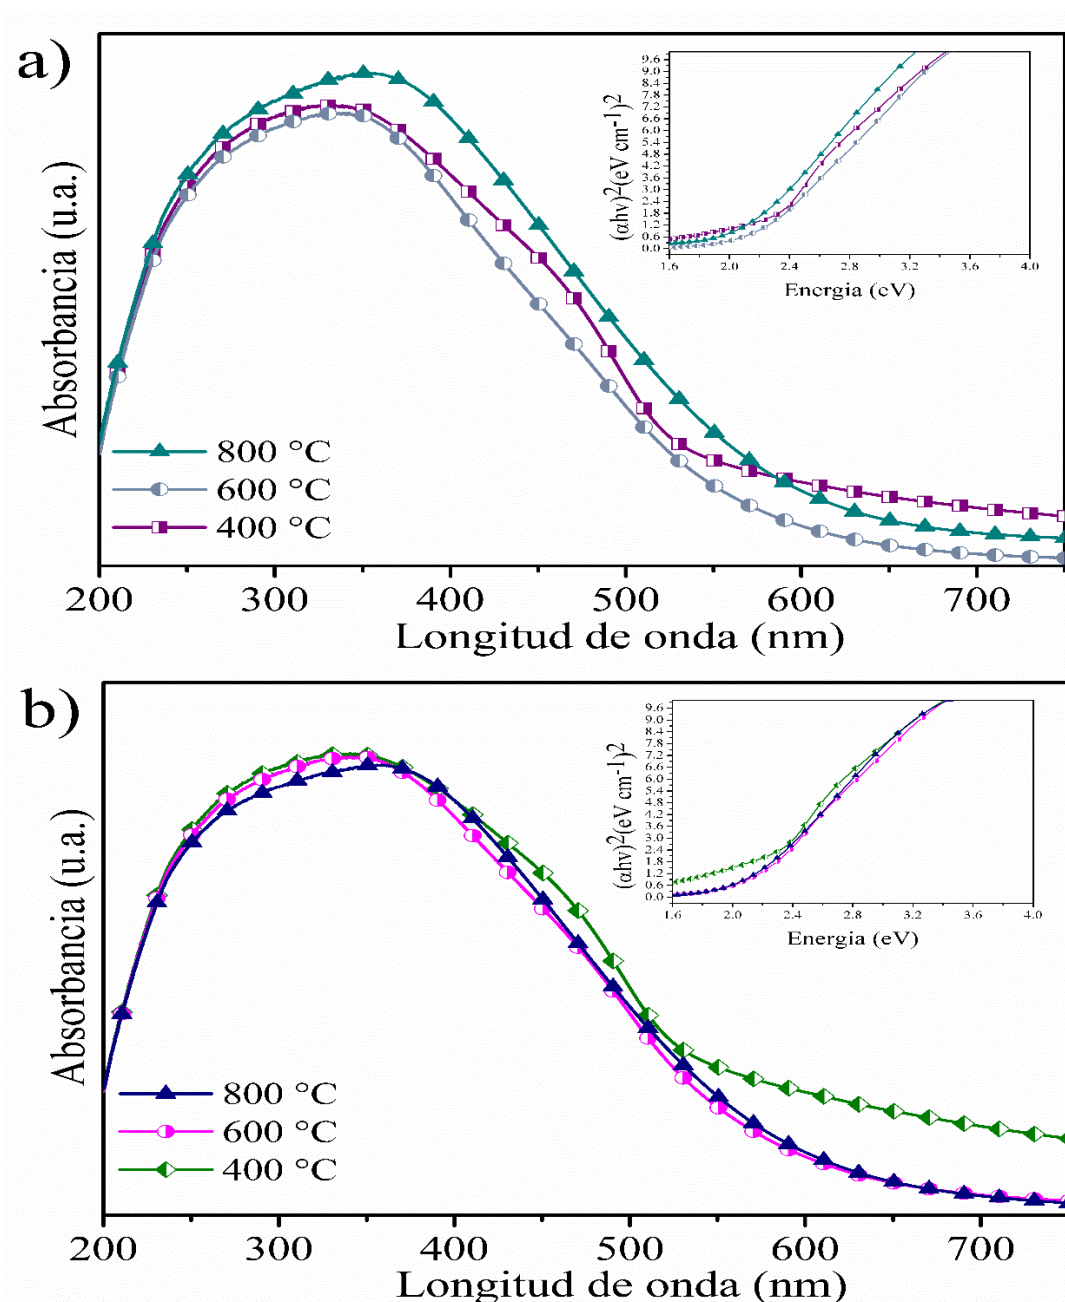 a)
Absorbancia (u.a.)
800 °C
600 °C
400 °C
200 300 400 500 600 700
Longitud de onda (nm)
(αhν)²(eV cm⁻¹)²
9.6
9.0
8.4
7.8
7.2
6.6
6.0
5.4
4.8
4.2
3.6
3.0
2.4
1.8
1.2
0.6
0.0
1.6 2.0 2.4 2.8 3.2 3.6 4.0
Energia (eV)
b)
Absorbancia (u.a.)
800 °C
600 °C
400 °C
200 300 400 500 600 700
Longitud de onda (nm)
(αhν)²(eV cm⁻¹)²
9.6
9.0
8.4
7.8
7.2
6.6
6.0
5.4
4.8
4.2
3.6
3.0
2.4
1.8
1.2
0.6
0.0
1.6 2.0 2.4 2.8 3.2 3.6 4.0
Energia (eV)